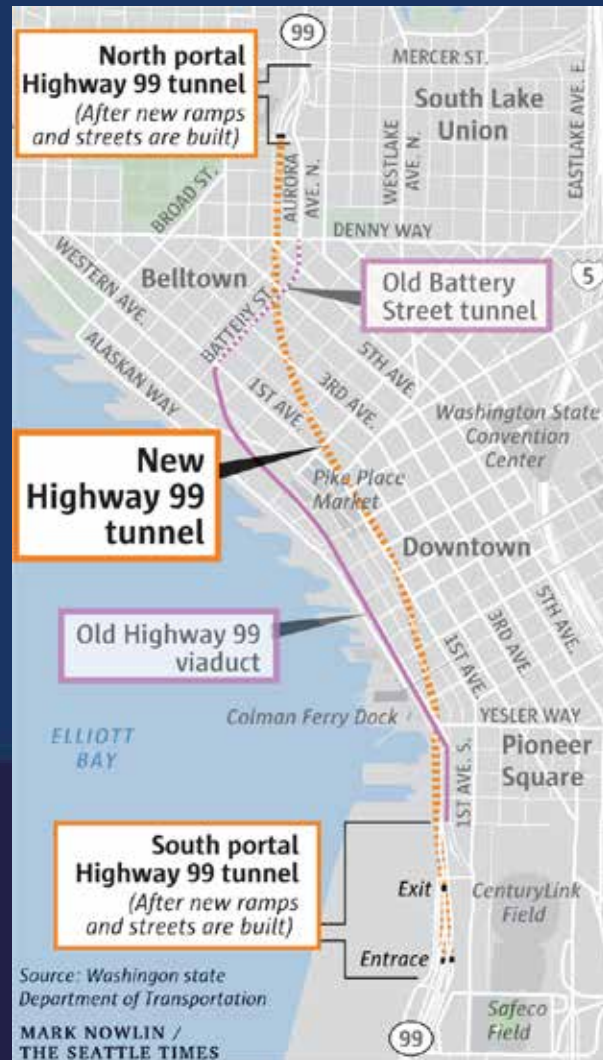 99
North portal
Highway 99 tunnel
(After new ramps
and streets are built)
MERCER ST.
South Lake
Union
AURORA
AVE. N.
WESTLAKE
AVE. N.
EASTLAKE AVE. E.
BROAD ST.
DENNY WAY
WESTERN AVE.
Belltown
Old Battery
Street tunnel
5
BATTERY ST.
ALASKAN WAY
1ST AVE.
3RD AVE.
5TH AVE.
Washington State
Convention
Center
New
Highway 99
tunnel
Pike Place
Market
Downtown
Old Highway 99
viaduct
1ST AVE.
3RD AVE.
5TH AVE.
Colman Ferry Dock
YESLER WAY
ELLIOTT
BAY
Pioneer
Square
1ST AVE. S.
South portal
Highway 99 tunnel
(After new ramps
and streets are built)
Exit
CenturyLink
Field
Entrace
Source: Washingon state
Department of Transportation
Safeco
Field
MARK NOWLIN /
THE SEATTLE TIMES
99